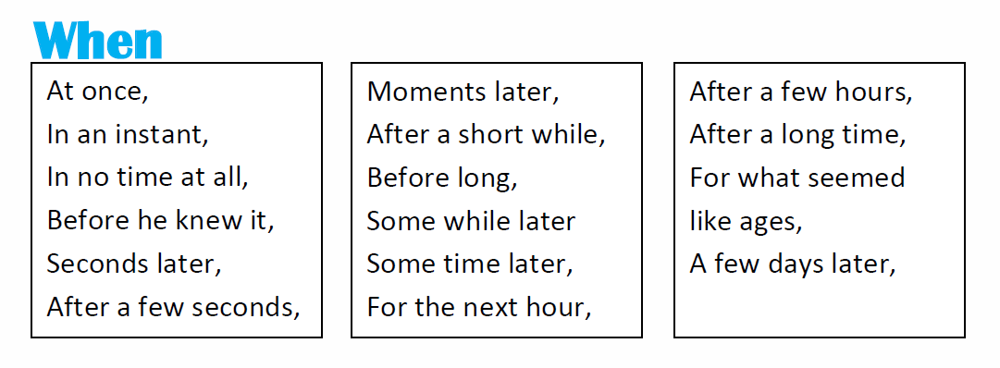 When
At once,
In an instant,
In no time at all,
Before he knew it,
Seconds later,
After a few seconds,
Moments later,
After a short while,
Before long,
Some while later
Some time later,
For the next hour,
After a few hours,
After a long time,
For what seemed
like ages,
A few days later,